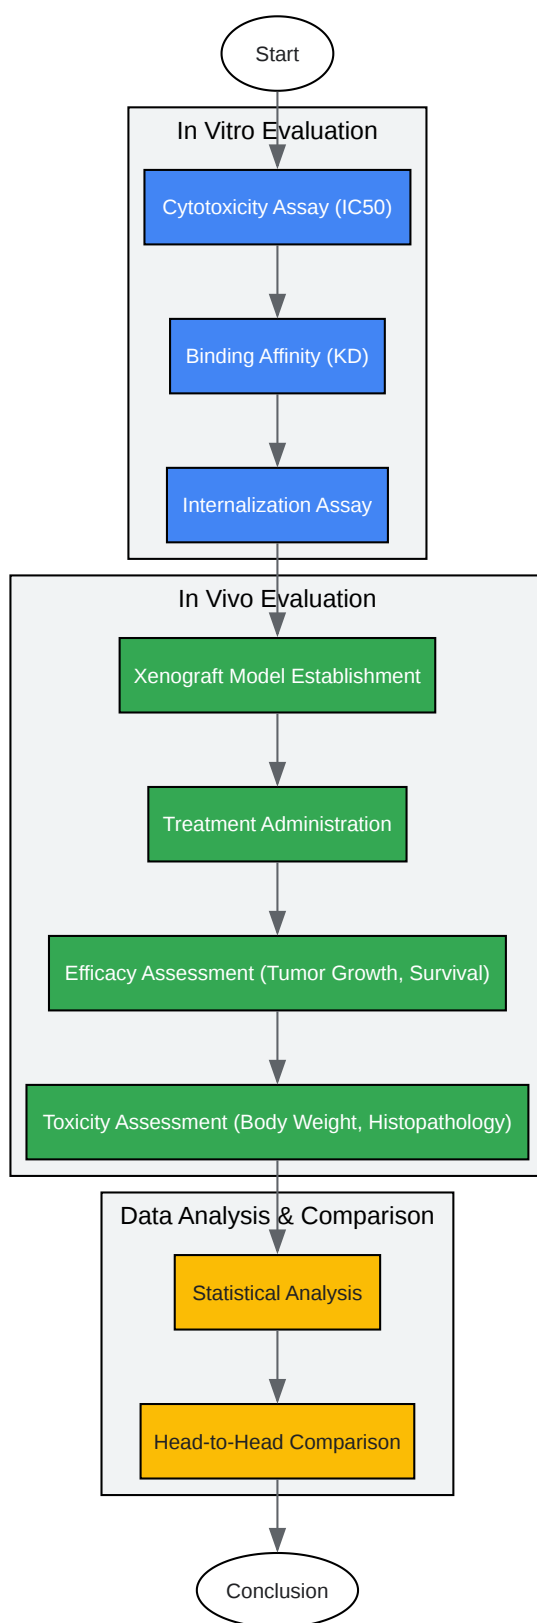 Start
In Vitro Evaluation
Cytotoxicity Assay (IC50)
Binding Affinity (KD)
Internalization Assay
In Vivo Evaluation
Xenograft Model Establishment
Treatment Administration
Efficacy Assessment (Tumor Growth, Survival)
Toxicity Assessment (Body Weight, Histopathology)
Data Analysis & Comparison
Statistical Analysis
Head-to-Head Comparison
Conclusion